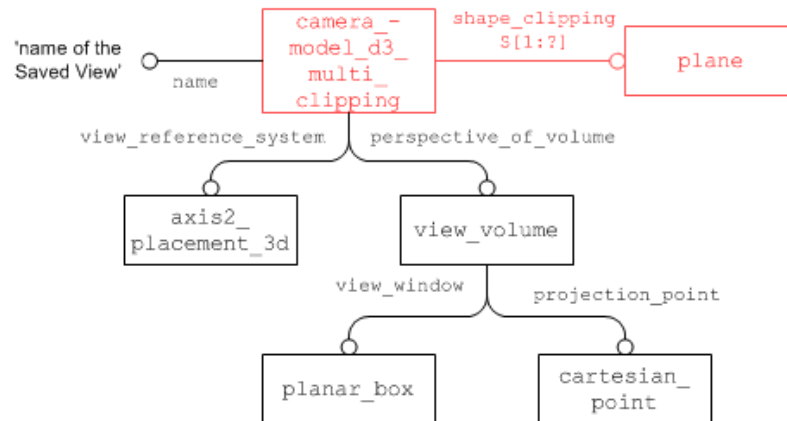 'name of the
Saved View'
name
camera_-
model_d3_
multi_
clipping
shape_clipping
S[1:?]
plane
view_reference_system
perspective_of_volume
axis2_
placement_3d
view_volume
view_window
projection_point
planar_box
cartesian_
point